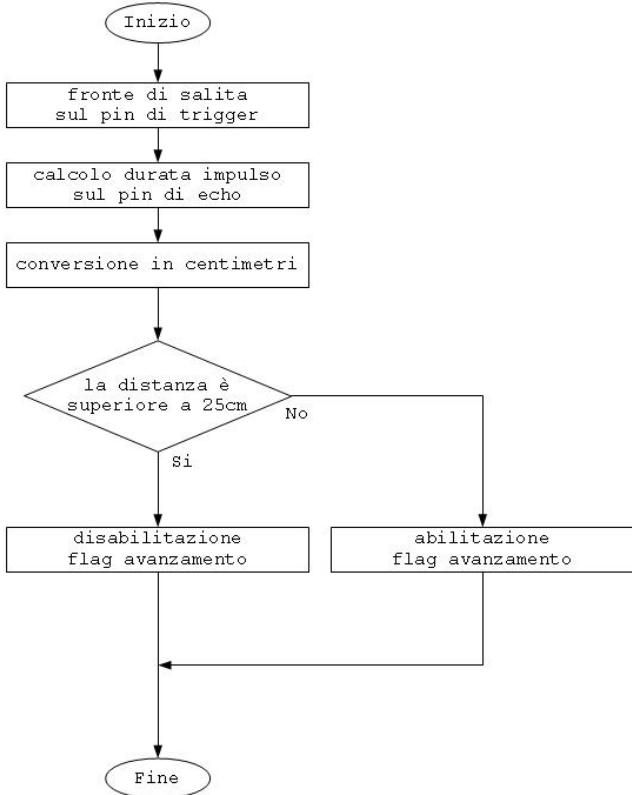 Inizio
fronte di salita
sul pin di trigger
calcolo durata impulso
sul pin di echo
conversione in centimetri
la distanza è
superiore a 25cm
No
Si
disabilitazione
flag avanzamento
abilitazione
flag avanzamento
Fine